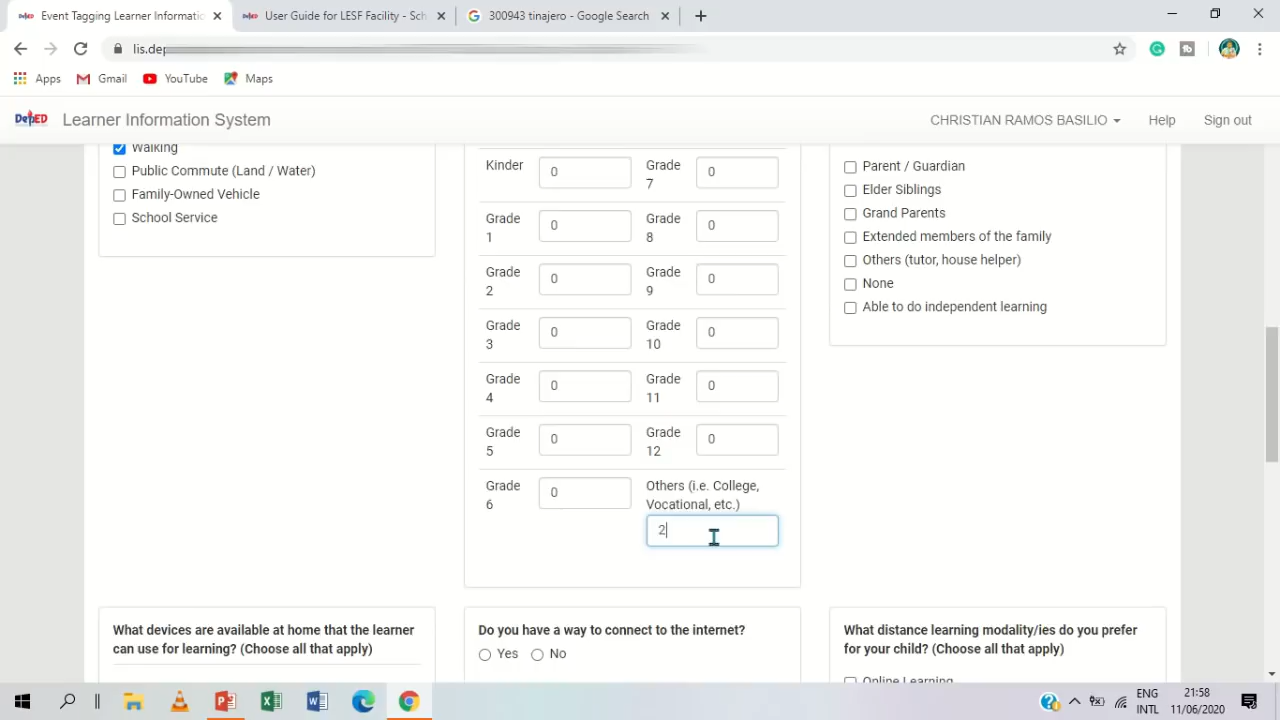 Event Tagging Learner Informatio
User Guide for LESF Facility - Sch
300943 tinajero - Google Search
lis.dep
Apps
Gmail
YouTube
Maps
DepED
Learner Information System
CHRISTIAN RAMOS BASILIO
Help
Sign out
Walking
Public Commute (Land / Water)
Family-Owned Vehicle
School Service
Kinder 0 Grade 7 0
Grade 1 0 Grade 8 0
Grade 2 0 Grade 9 0
Grade 3 0 Grade 10 0
Grade 4 0 Grade 11 0
Grade 5 0 Grade 12 0
Grade 6 0 Others (i.e. College,
Vocational, etc.)
2
Parent / Guardian
Elder Siblings
Grand Parents
Extended members of the family
Others (tutor, house helper)
None
Able to do independent learning
What devices are available at home that the learner
can use for learning? (Choose all that apply)
Do you have a way to connect to the internet?
Yes No
What distance learning modality/ies do you prefer
for your child? (Choose all that apply)
Online Learning
ENG
INTL
21:58
11/06/2020